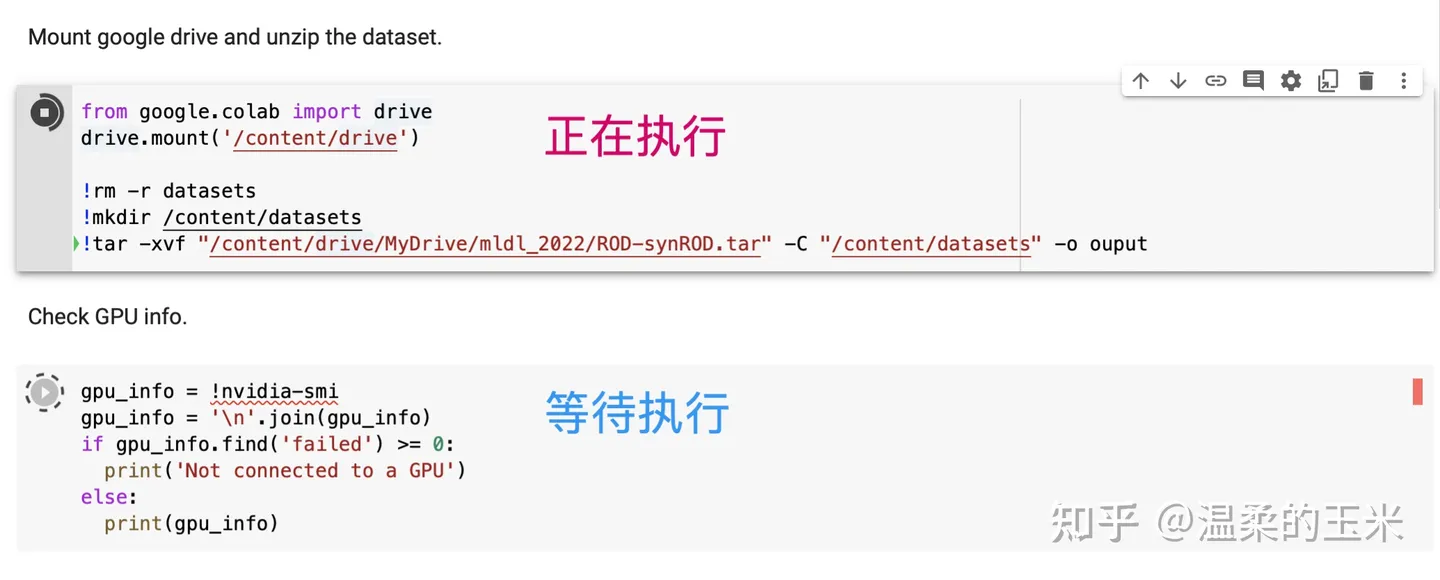 Mount google drive and unzip the dataset.
from google.colab import drive
drive.mount('/content/drive')
正在执行
!rm -r datasets
!mkdir /content/datasets
!tar -xvf "/content/drive/MyDrive/mldl_2022/ROD-synROD.tar" -C "/content/datasets" -o ouput
Check GPU info.
gpu_info = !nvidia-smi
gpu_info = '\n'.join(gpu_info)
等待执行
if gpu_info.find('failed') >= 0:
  print('Not connected to a GPU')
else:
  print(gpu_info)
知乎 @温柔的玉米